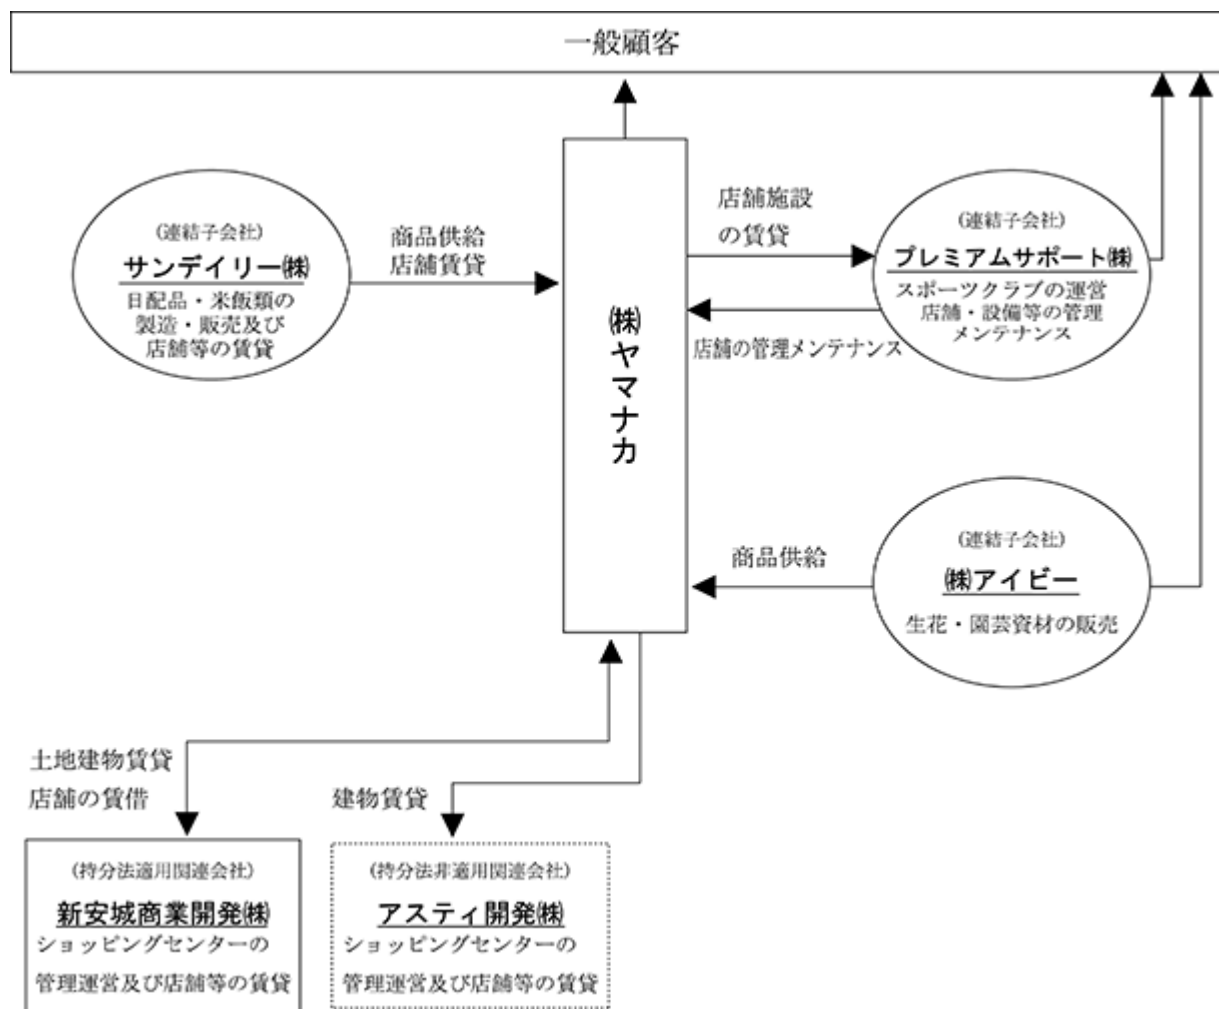 一般顧客
(連結子会社)
サンデイリー㈱
日配品・米飯類の
製造・販売及び
店舗等の賃貸
商品供給
店舗賃貸
㈱ヤマナカ
店舗施設
の賃貸
店舗の管理メンテナンス
(連結子会社)
プレミアムサポート㈱
スポーツクラブの運営
店舗・設備等の管理
メンテナンス
商品供給
(連結子会社)
㈱アイビー
生花・園芸資材の販売
土地建物賃貸
店舗の賃借
建物賃貸
(持分法適用関連会社)
新安城商業開発㈱
ショッピングセンターの
管理運営及び店舗等の賃貸
(持分法非適用関連会社)
アスティ開発㈱
ショッピングセンターの
管理運営及び店舗等の賃貸